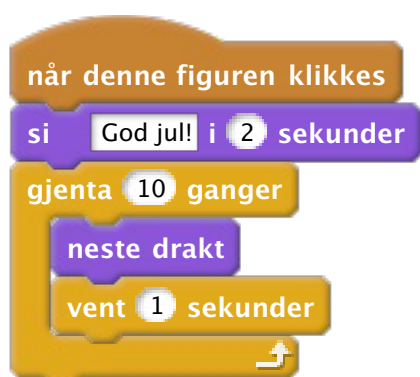 når denne figuren klikkes
si God jul! i 2 sekunder
gjenta 10 ganger
neste drakt
vent 1 sekunder